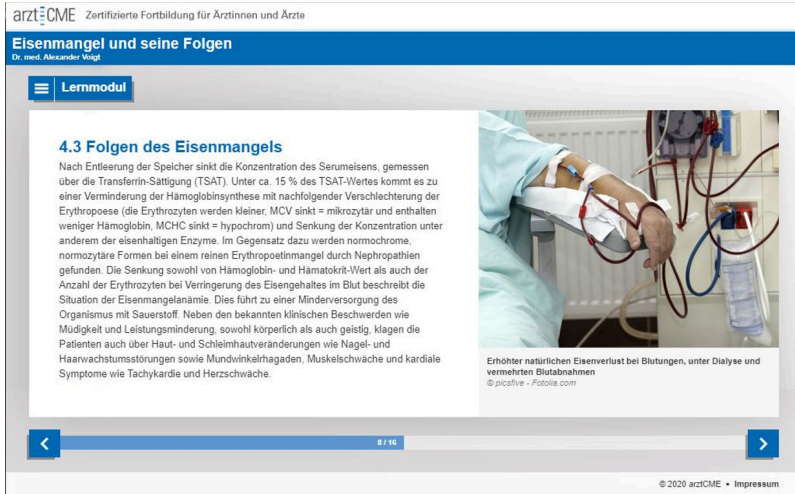 arztCME Zertifizierte Fortbildung für Ärztinnen und Ärzte
Eisenmangel und seine Folgen
Dr. med. Alexander Voigt
Lernmodul
4.3 Folgen des Eisenmangels
Nach Entleerung der Speicher sinkt die Konzentration des Serumeisens, gemessen
über die Transferrin-Sättigung (TSAT). Unter ca. 15 % des TSAT-Wertes kommt es zu
einer Verminderung der Hämoglobinsynthese mit nachfolgender Verschlechterung der
Erythropoese (die Erythrozyten werden kleiner, MCV sinkt = mikrozytär und enthalten
weniger Hämoglobin, MCHC sinkt = hypochrom) und Senkung der Konzentration unter
anderem der eisenhaltigen Enzyme. Im Gegensatz dazu werden normochrome,
normozytäre Formen bei einem reinen Erythropoetinmangel durch Nephropathien
gefunden. Die Senkung sowohl von Hämoglobin- und Hämatokrit-Wert als auch der
Anzahl der Erythrozyten bei Verringerung des Eisengehaltes im Blut beschreibt die
Situation der Eisenmangelanämie. Dies führt zu einer Minderversorgung des
Organismus mit Sauerstoff. Neben den bekannten klinischen Beschwerden wie
Müdigkeit und Leistungsminderung, sowohl körperlich als auch geistig, klagen die
Patienten auch über Haut- und Schleimhautveränderungen wie Nagel- und
Haarwachstumsstörungen sowie Mundwinkelrhagaden, Muskelschwäche und kardiale
Symptome wie Tachykardie und Herzschwäche.
Erhöhter natürlichen Eisenverlust bei Blutungen, unter Dialyse und
vermehrten Blutabnahmen
© picsfive - Fotolia.com
8 / 16
© 2020 arztCME • Impressum